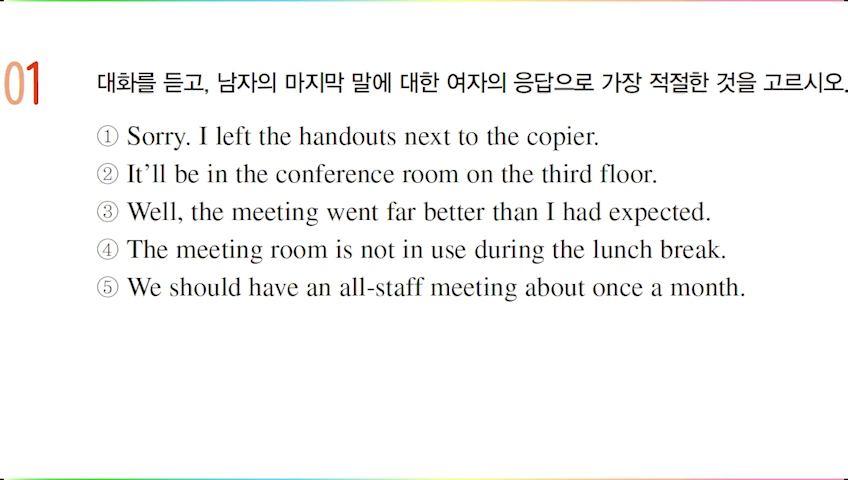 01
대화를 듣고, 남자의 마지막 말에 대한 여자의 응답으로 가장 적절한 것을 고르시오.
① Sorry. I left the handouts next to the copier.
② It’ll be in the conference room on the third floor.
③ Well, the meeting went far better than I had expected.
④ The meeting room is not in use during the lunch break.
⑤ We should have an all-staff meeting about once a month.